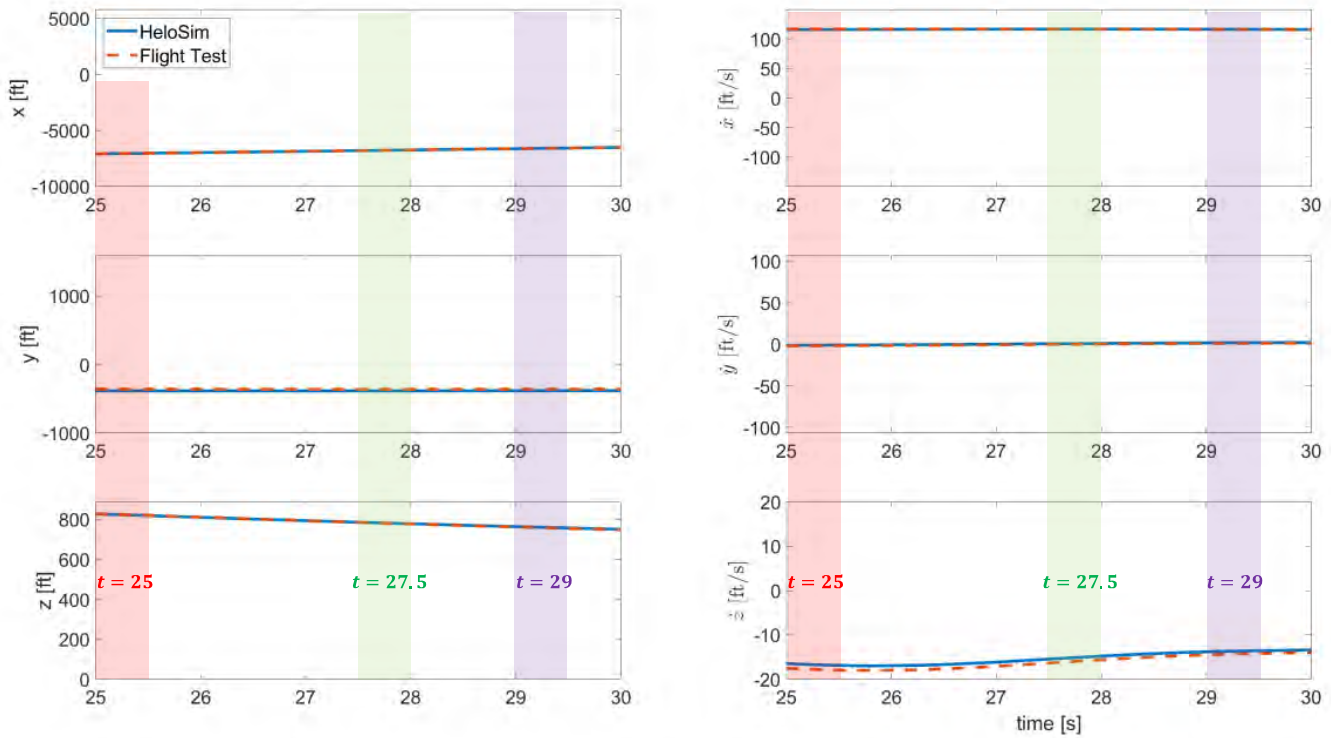 HeloSim
Flight Test
x [ft]
5000
0
-5000
-10000
25 26 27 28 29 30
ẋ [ft/s]
100
50
0
-50
-100
25 26 27 28 29 30
y [ft]
1000
0
-1000
25 26 27 28 29 30
ẏ [ft/s]
100
50
0
-50
-100
25 26 27 28 29 30
z [ft]
800
600
400
200
0
t = 25 t = 27.5 t = 29
25 26 27 28 29 30
ż [ft/s]
20
10
0
-10
-20
t = 25 t = 27.5 t = 29
25 26 27 28 29 30
time [s]